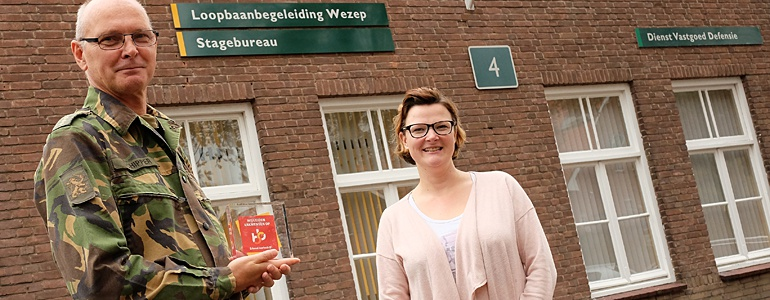 Loopbaanbegeleiding Wezep
Stagebureau
4
Dienst Vastgoed Defensie